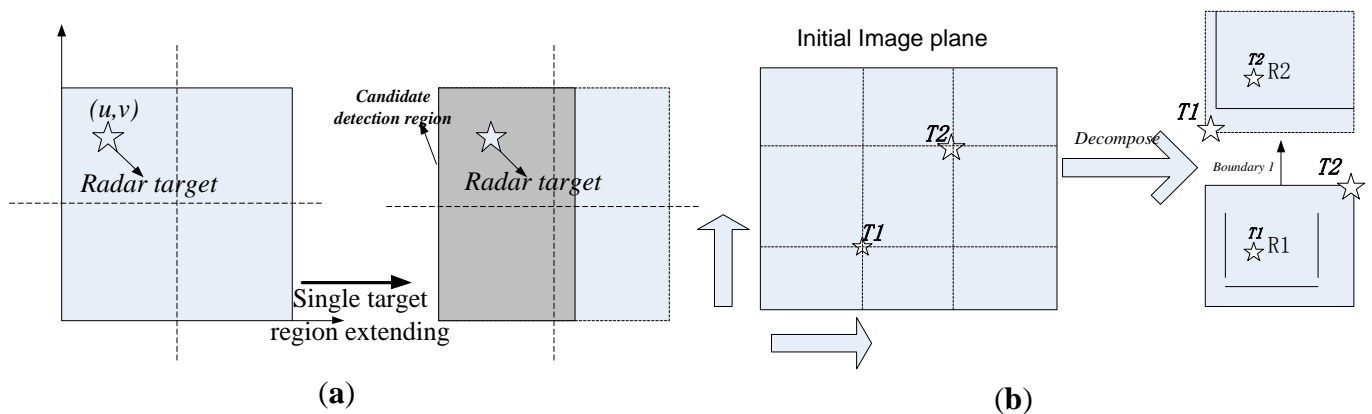 (u,v)
Radar target
Single target
region extending
Candidate
detection region
Radar target
(a)
Initial Image plane
T2
T1
Decompose
T2
R2
T1
Boundary 1
T2
T1
R1
(b)